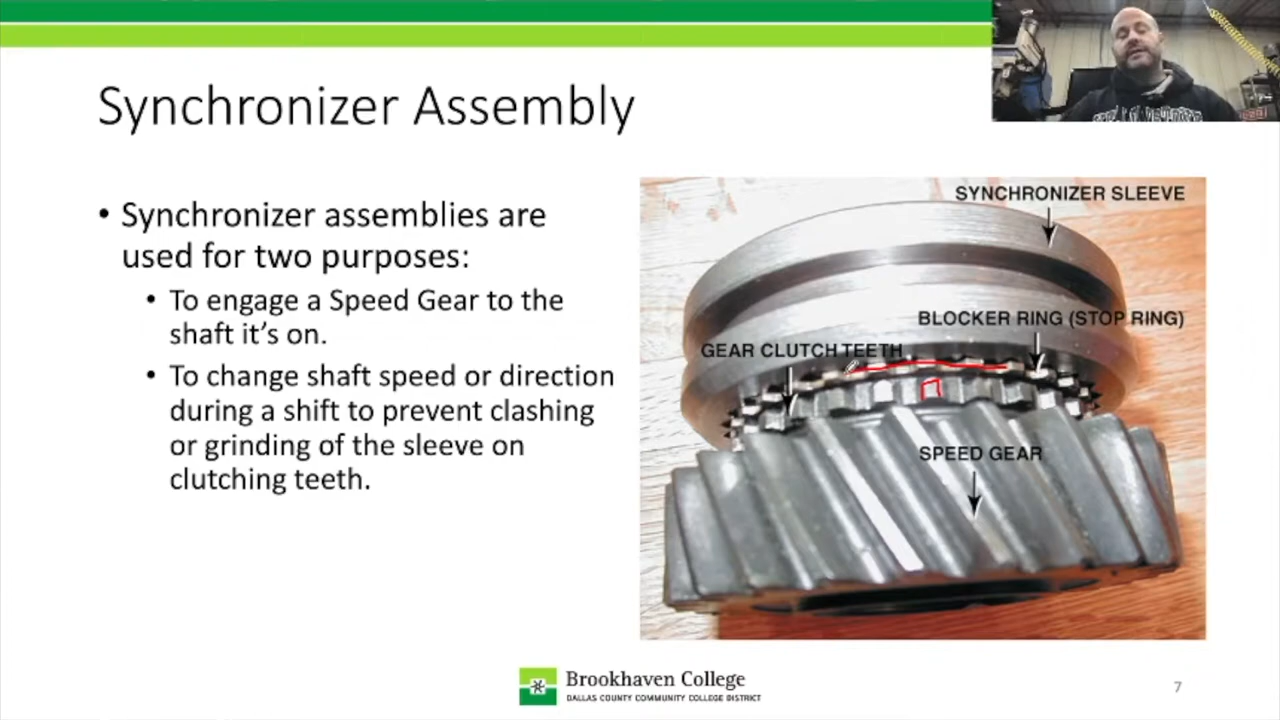 Synchronizer Assembly
• Synchronizer assemblies are
used for two purposes:
• To engage a Speed Gear to the
shaft it's on.
• To change shaft speed or direction
during a shift to prevent clashing
or grinding of the sleeve on
clutching teeth.
SYNCHRONIZER SLEEVE
BLOCKER RING (STOP RING)
GEAR CLUTCH TEETH
SPEED GEAR
Brookhaven College
DALLAS COUNTY COMMUNITY COLLEGE DISTRICT
7